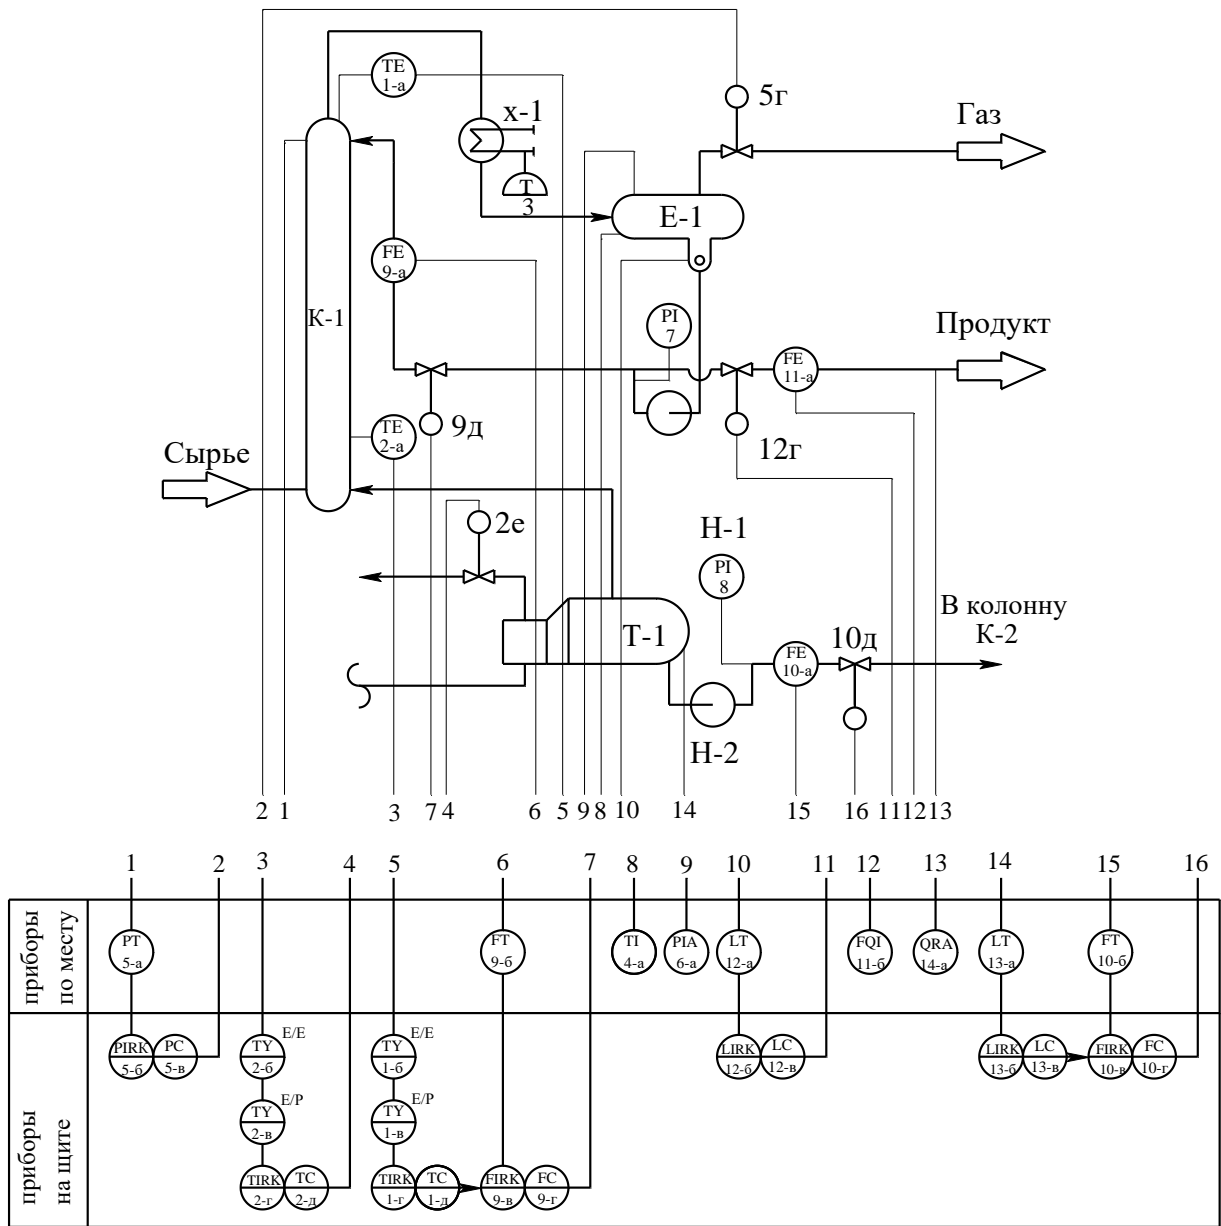 TE
1-a
х-1
5г
Газ
T
3
E-1
FE
9-a
К-1
PI
7
Продукт
FE
11-a
TE
2-a
9д
12г
Сырье
2е
Н-1
PI
8
В колонну
К-2
Т-1
10д
FE
10-a
Н-2
2 1 3 7 4 6 5 9 8 10 14 15 16 11 12 13
1 2 3 4 5 6 7 8 9 10 11 12 13 14 15 16
приборы
по месту
PT
5-a
FT
9-б
TI
4-a
PIA
6-a
LT
12-a
FQI
11-б
QRA
14-a
LT
13-a
FT
10-б
приборы
на щите
PIRK
5-б
PC
5-в
TY
2-б
E/E
TY
1-б
E/E
LIRK
12-б
LC
12-в
LIRK
13-б
LC
13-в
FIRK
10-в
FC
10-г
TY
2-в
E/P
TY
1-в
E/P
TIRK
2-г
TC
2-д
TIRK
1-г
TC
1-д
FIRK
9-в
FC
9-г